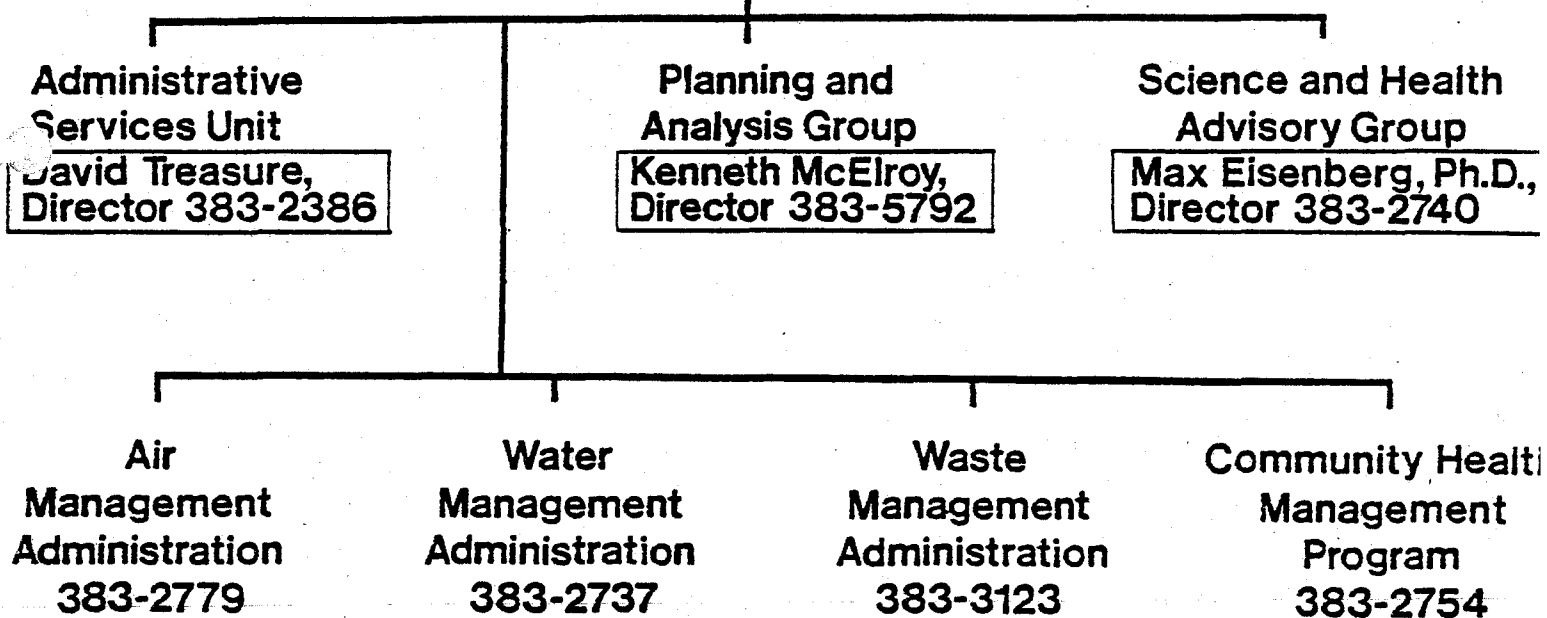 Administrative
Services Unit
David Treasure,
Director 383-2386
Planning and
Analysis Group
Kenneth McElroy,
Director 383-5792
Science and Health
Advisory Group
Max Eisenberg, Ph.D.,
Director 383-2740
Air
Management
Administration
383-2779
Water
Management
Administration
383-2737
Waste
Management
Administration
383-3123
Community Health
Management
Program
383-2754